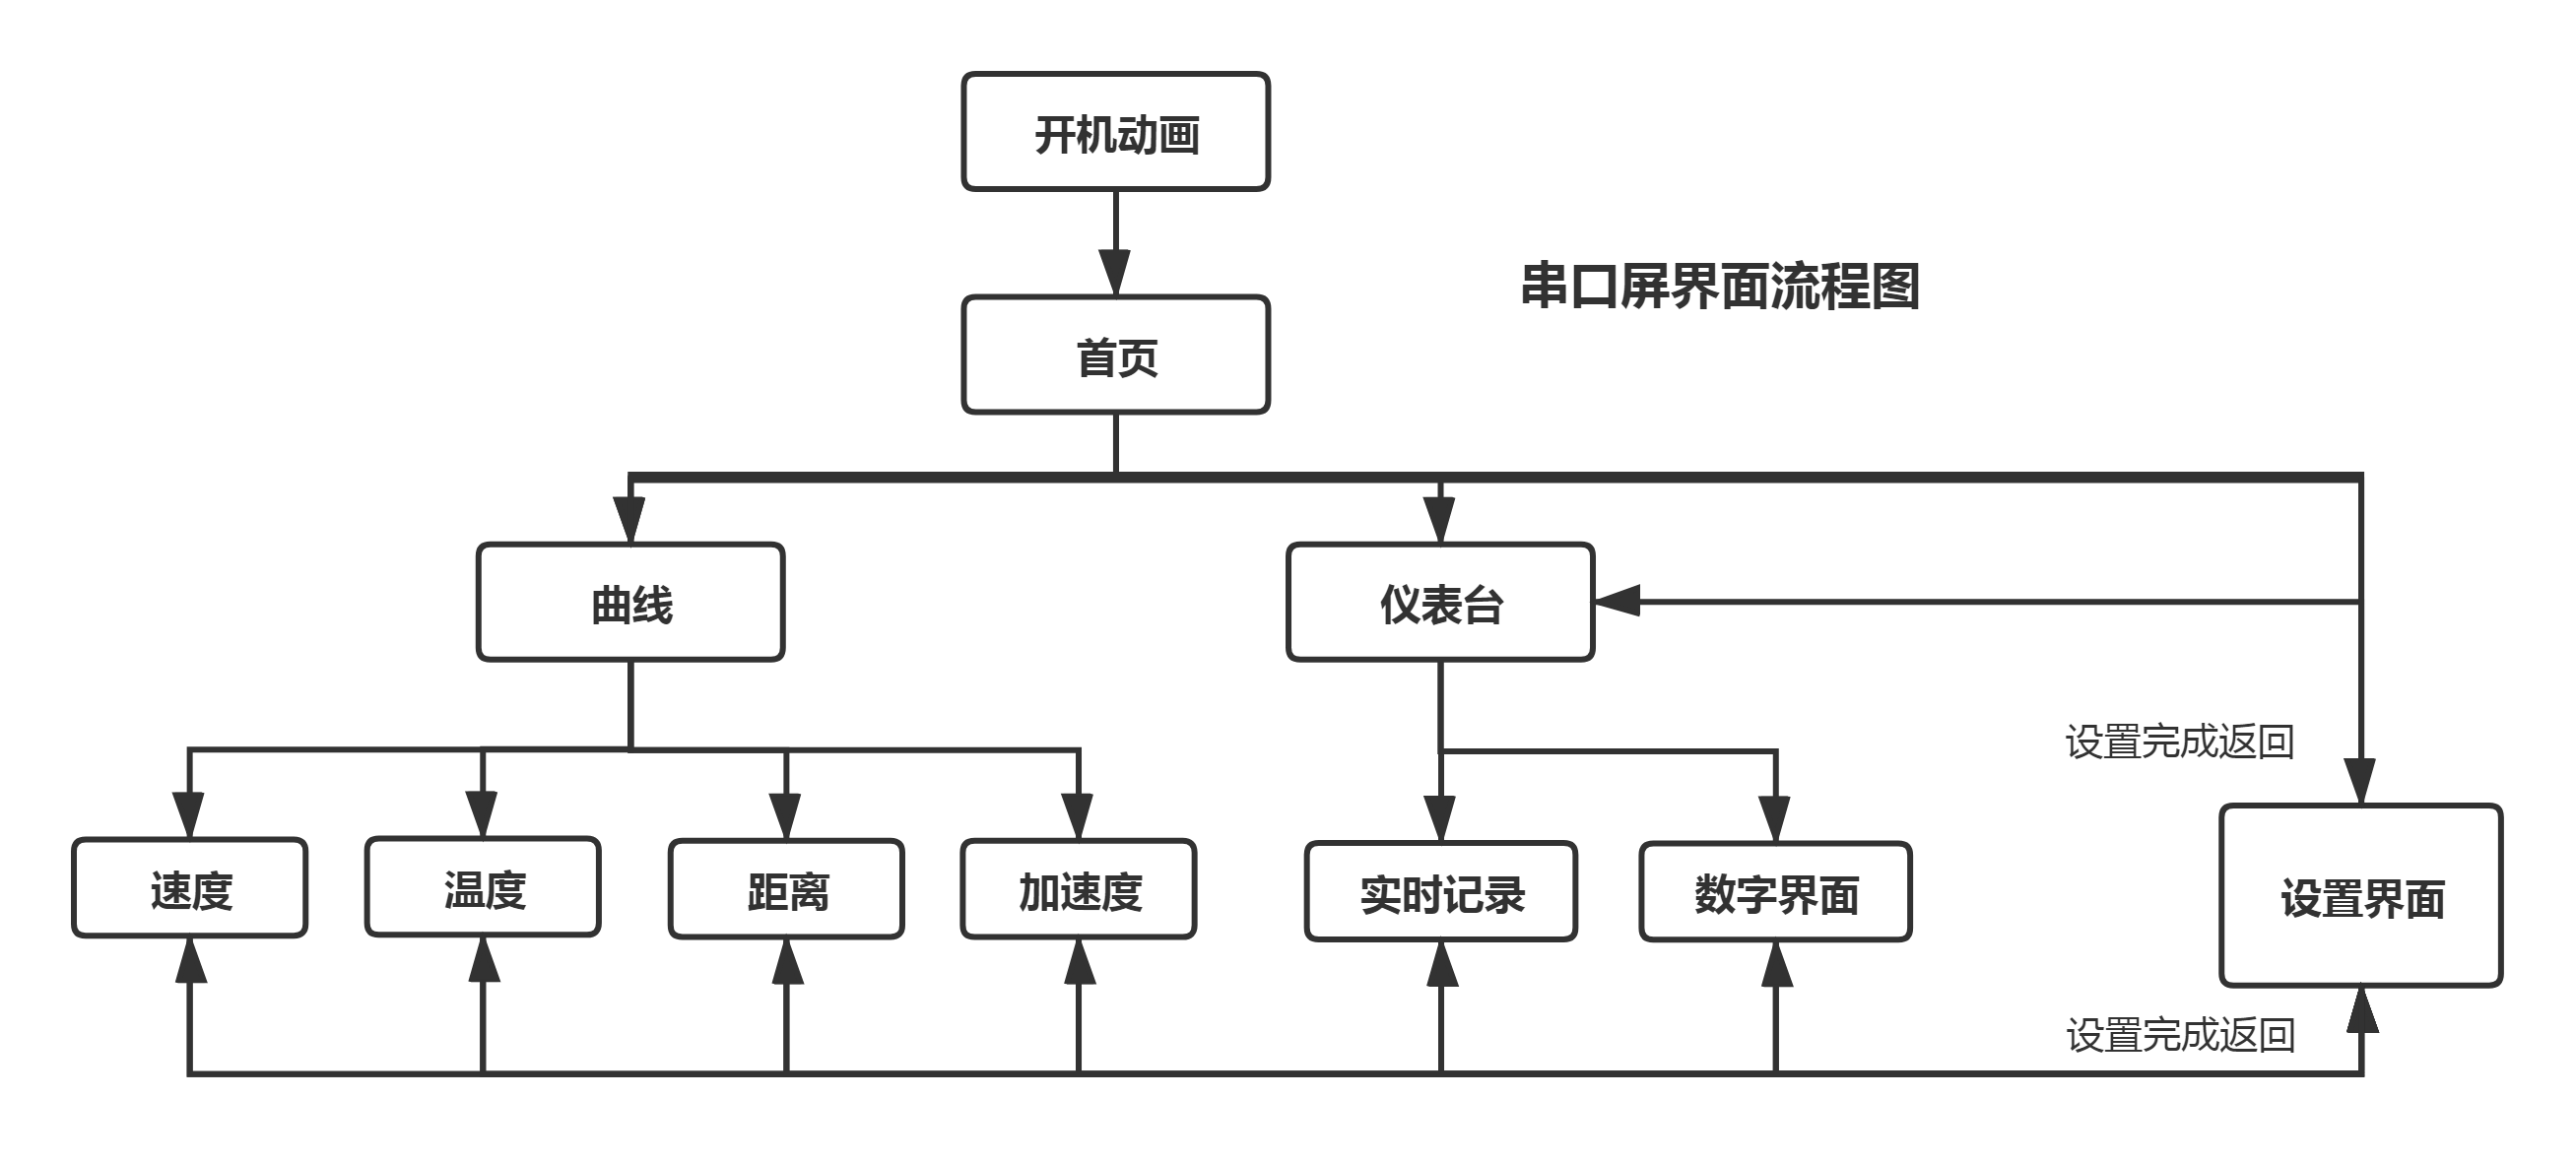 开机动画
串口屏界面流程图
首页
曲线
仪表台
设置完成返回
速度
温度
距离
加速度
实时记录
数字界面
设置界面
设置完成返回